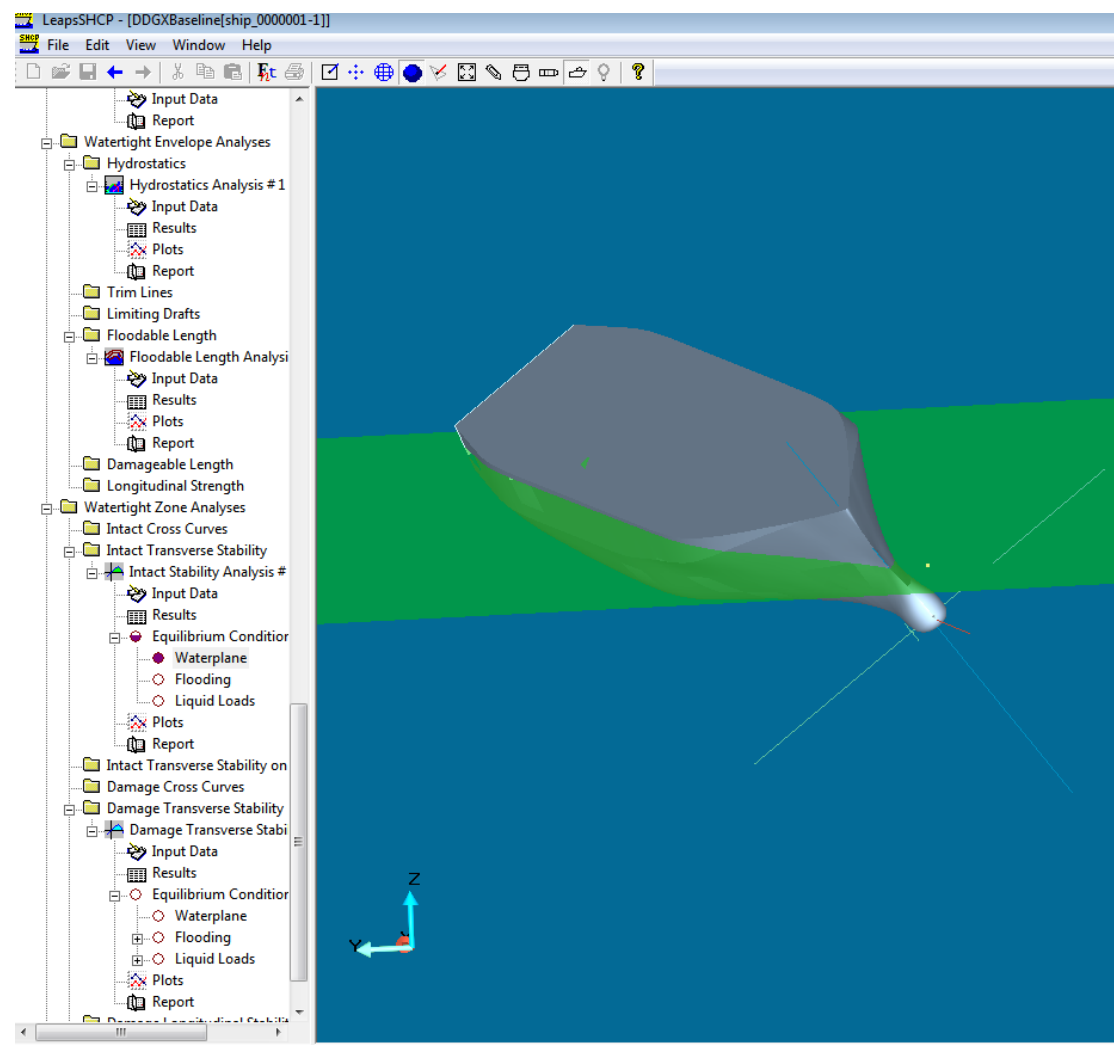 LeapsSHCP - [DDGXBaseline[ship_0000001-1]]
File Edit View Window Help
Input Data
Report
Watertight Envelope Analyses
Hydrostatics
Hydrostatics Analysis # 1
Input Data
Results
Plots
Report
Trim Lines
Limiting Drafts
Floodable Length
Floodable Length Analysi
Input Data
Results
Plots
Report
Damageable Length
Longitudinal Strength
Watertight Zone Analyses
Intact Cross Curves
Intact Transverse Stability
Intact Stability Analysis #
Input Data
Results
Equilibrium Condition
Waterplane
Flooding
Liquid Loads
Plots
Report
Intact Transverse Stability on
Damage Cross Curves
Damage Transverse Stability
Damage Transverse Stabi
Input Data
Results
Equilibrium Condition
Waterplane
Flooding
Liquid Loads
Plots
Report
Damage Longitudinal Stabilit
Z
Y